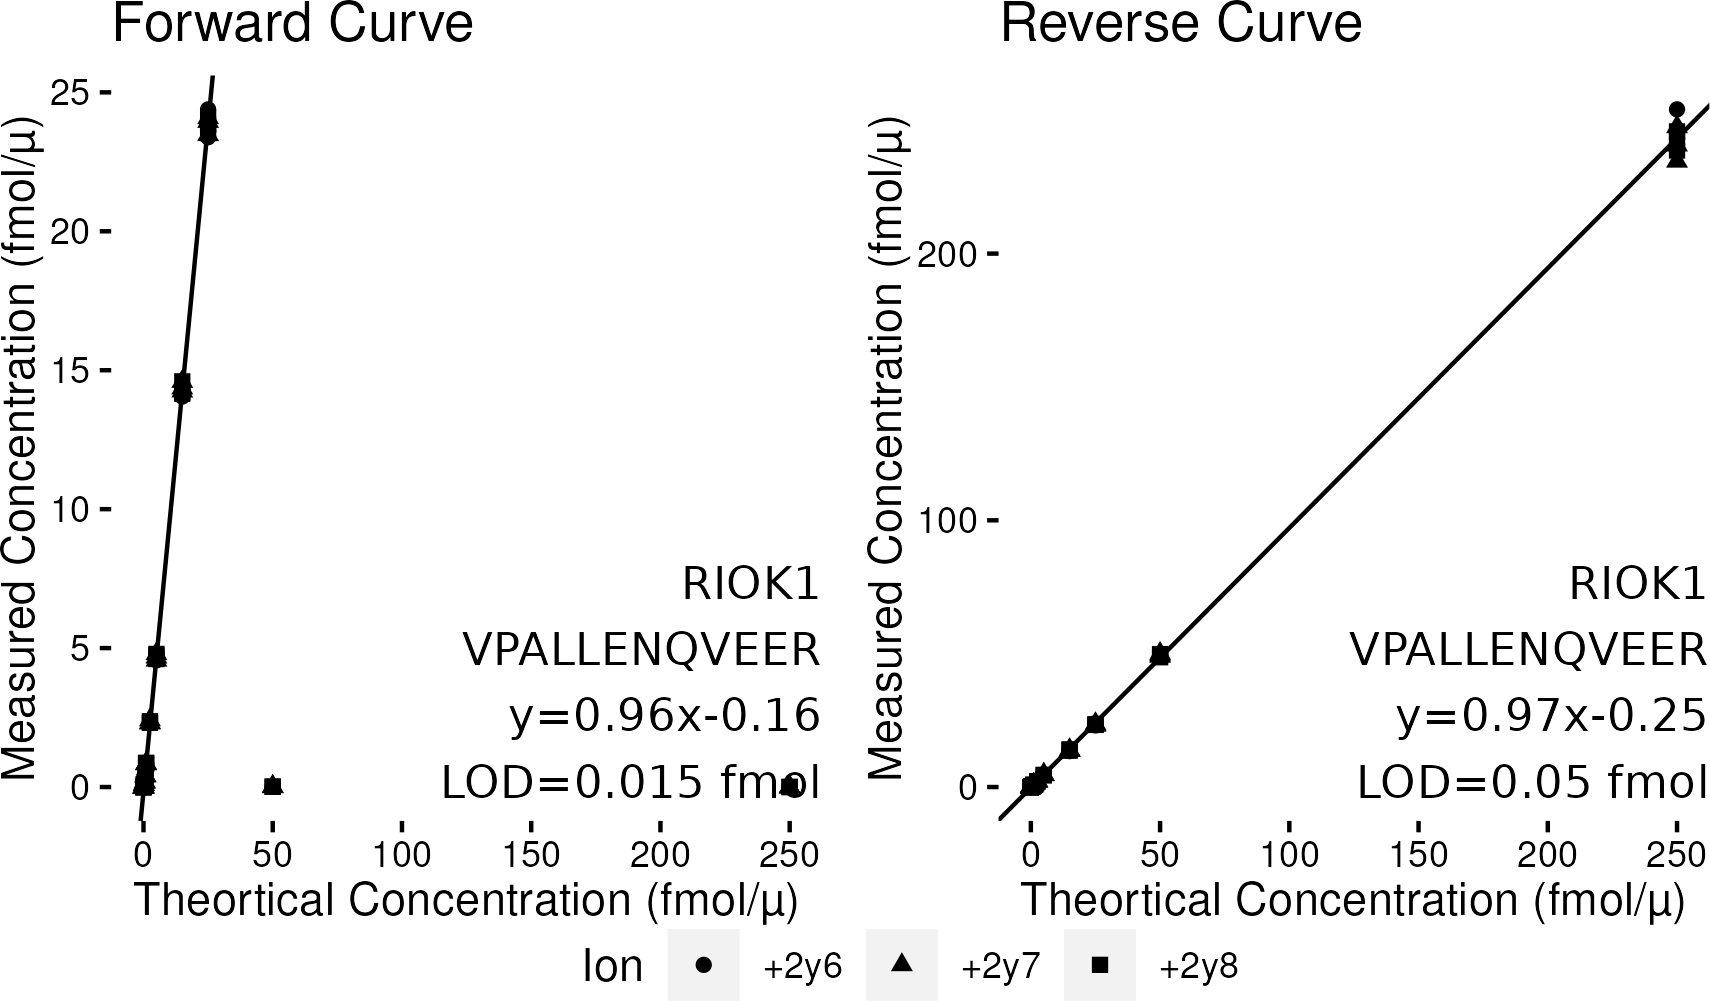 Forward Curve
Measured Concentration (fmol/μ)
25
20
15
10
5
0
RIOK1
VPALLENQVEER
y=0.96x-0.16
LOD=0.015 fmol
0 50 100 150 200 250
Theortical Concentration (fmol/μ)
Reverse Curve
Measured Concentration (fmol/μ)
200
100
0
RIOK1
VPALLENQVEER
y=0.97x-0.25
LOD=0.05 fmol
0 50 100 150 200 250
Theortical Concentration (fmol/μ)
Ion +2y6 +2y7 +2y8